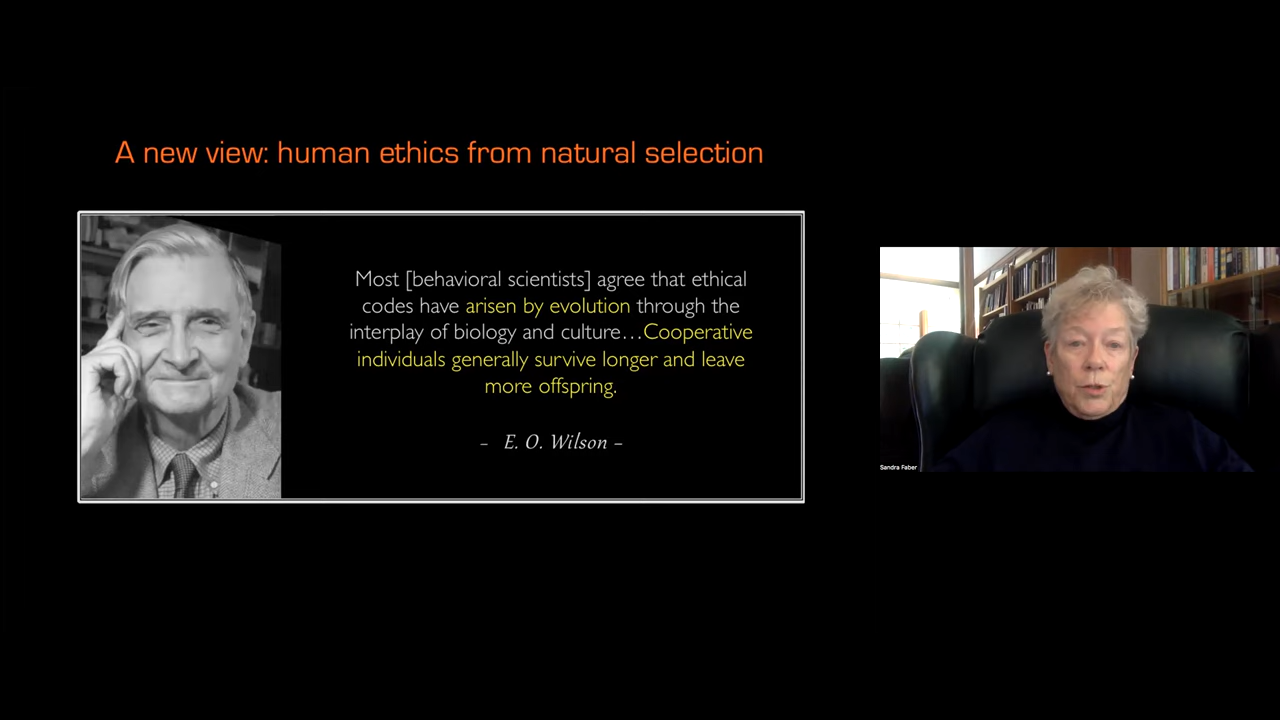 A new view: human ethics from natural selection
Most [behavioral scientists] agree that ethical
codes have arisen by evolution through the
interplay of biology and culture…Cooperative
individuals generally survive longer and leave
more offspring.
– E. O. Wilson –
Sandra Faber